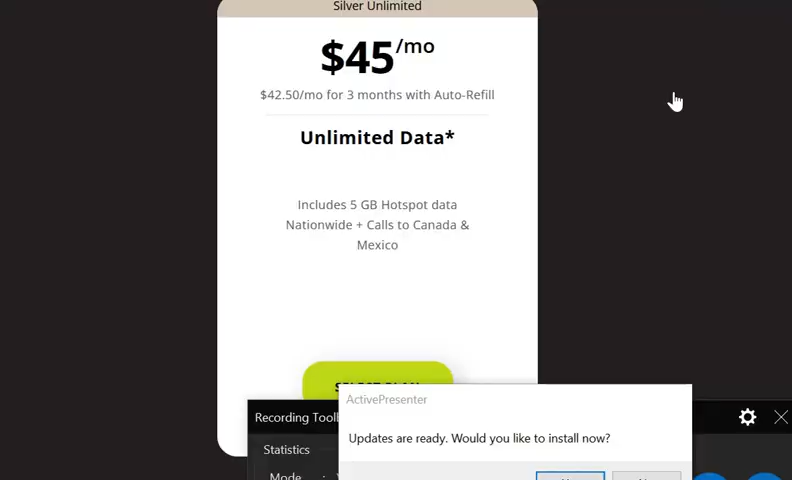 Silver Unlimited
$45/mo
$42.50/mo for 3 months with Auto-Refill
Unlimited Data*
Includes 5 GB Hotspot data
Nationwide + Calls to Canada &
Mexico
ActivePresenter
Recording Tool
Updates are ready. Would you like to install now?
Statistics
Mode :